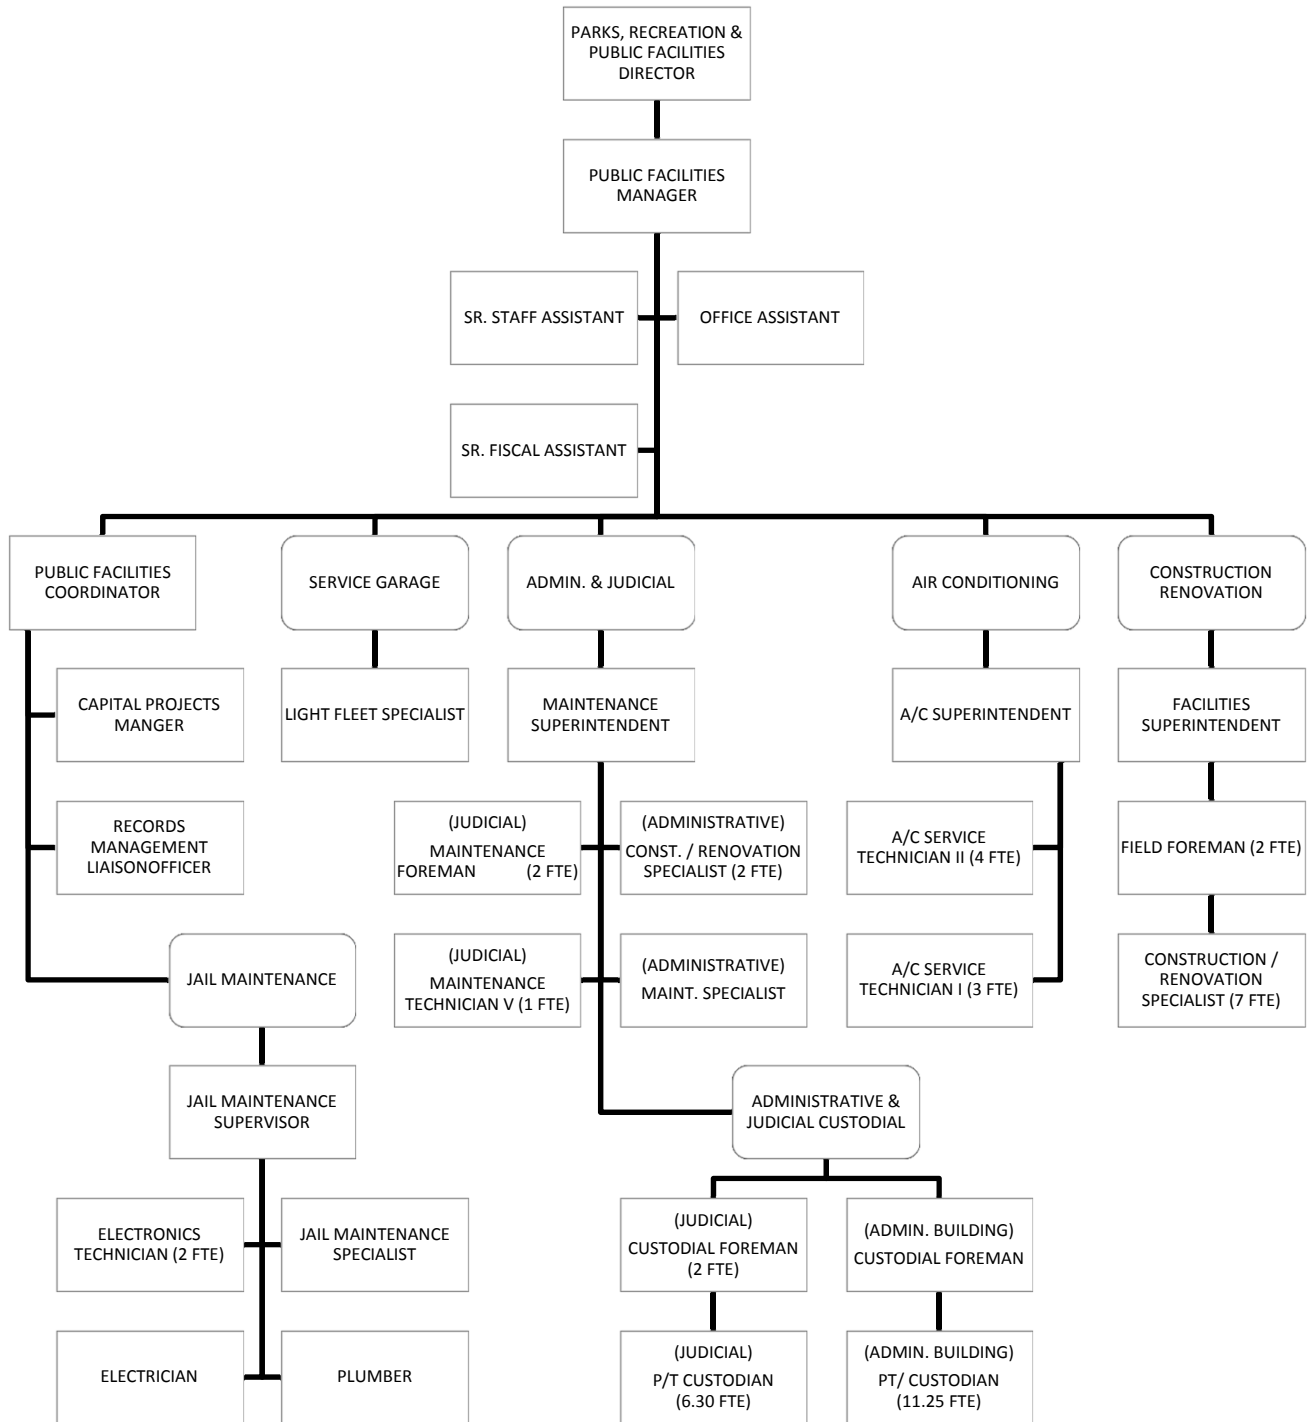 PARKS, RECREATION &
PUBLIC FACILITIES
DIRECTOR
PUBLIC FACILITIES
MANAGER
SR. STAFF ASSISTANT
OFFICE ASSISTANT
SR. FISCAL ASSISTANT
PUBLIC FACILITIES
COORDINATOR
SERVICE GARAGE
ADMIN. & JUDICIAL
AIR CONDITIONING
CONSTRUCTION
RENOVATION
CAPITAL PROJECTS
MANGER
LIGHT FLEET SPECIALIST
MAINTENANCE
SUPERINTENDENT
A/C SUPERINTENDENT
FACILITIES
SUPERINTENDENT
RECORDS
MANAGEMENT
LIAISONOFFICER
(JUDICIAL)
MAINTENANCE
FOREMAN (2 FTE)
(ADMINISTRATIVE)
CONST. / RENOVATION
SPECIALIST (2 FTE)
A/C SERVICE
TECHNICIAN II (4 FTE)
FIELD FOREMAN (2 FTE)
JAIL MAINTENANCE
(JUDICIAL)
MAINTENANCE
TECHNICIAN V (1 FTE)
(ADMINISTRATIVE)
MAINT. SPECIALIST
A/C SERVICE
TECHNICIAN I (3 FTE)
CONSTRUCTION /
RENOVATION
SPECIALIST (7 FTE)
JAIL MAINTENANCE
SUPERVISOR
ADMINISTRATIVE &
JUDICIAL CUSTODIAL
ELECTRONICS
TECHNICIAN (2 FTE)
JAIL MAINTENANCE
SPECIALIST
(JUDICIAL)
CUSTODIAL FOREMAN
(2 FTE)
(ADMIN. BUILDING)
CUSTODIAL FOREMAN
ELECTRICIAN
PLUMBER
(JUDICIAL)
P/T CUSTODIAN
(6.30 FTE)
(ADMIN. BUILDING)
PT/ CUSTODIAN
(11.25 FTE)